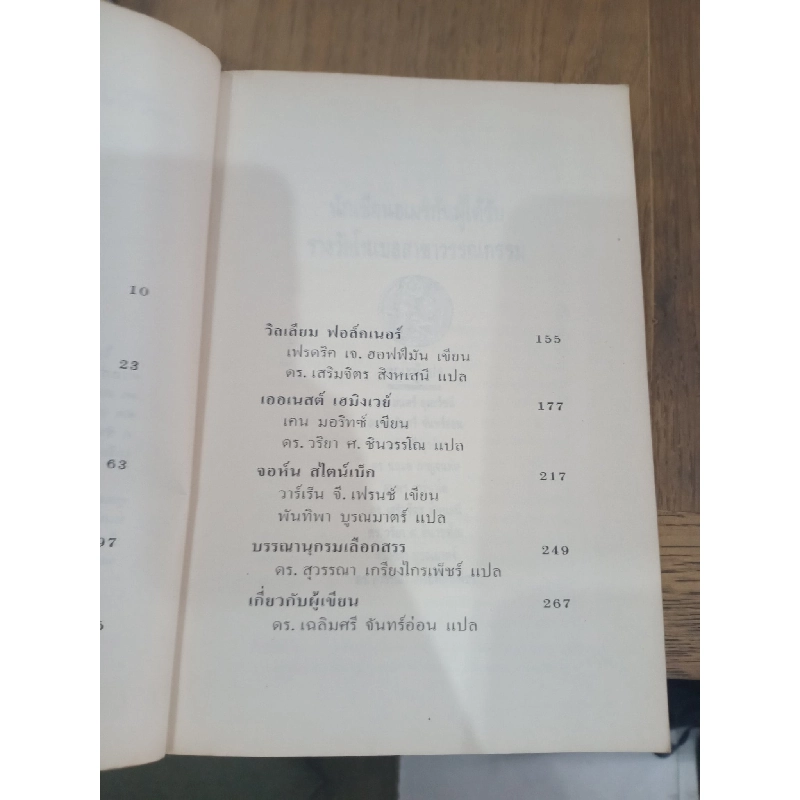 10
23
63
97
วิลเลียม ฟอล์คเนอร์ 155
เฟรดริค เจ. ฮอฟฟ์มัน เขียน
ดร. เสริมจิตร สิงหเสนี แปล
เออเนสต์ เฮมิงเวย์ 177
เคน มอริทซ์ เขียน
ดร. วริยา ศ. ชินวรรโณ แปล
จอห์น สไตน์เบ็ก 217
วาร์เร็น จี. เฟรนช์ เขียน
พันทิพา บูรณมาตร์ แปล
บรรณานุกรมเลือกสรร 249
ดร. สุวรรณา เกรียงไกรเพ็ชร์ แปล
เกี่ยวกับผู้เขียน 267
ดร. เฉลิมศรี จันทร์อ่อน แปล